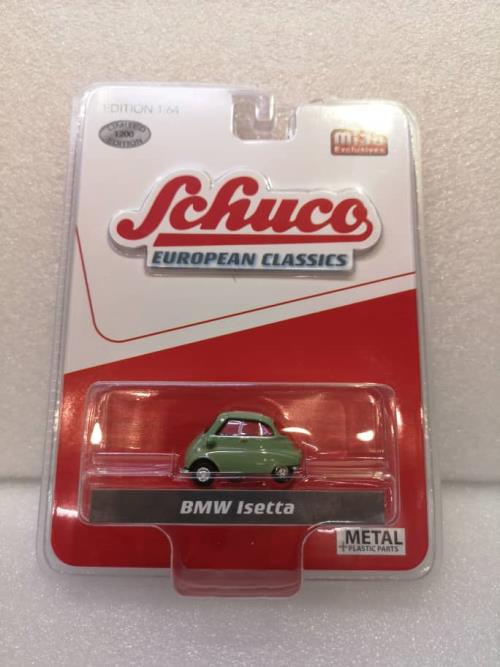 EDITION 1:64
LIMITED
1200
EDITION
mijo
Exclusives
Schuco
EUROPEAN CLASSICS
BMW Isetta
+METAL
PLASTIC PARTS